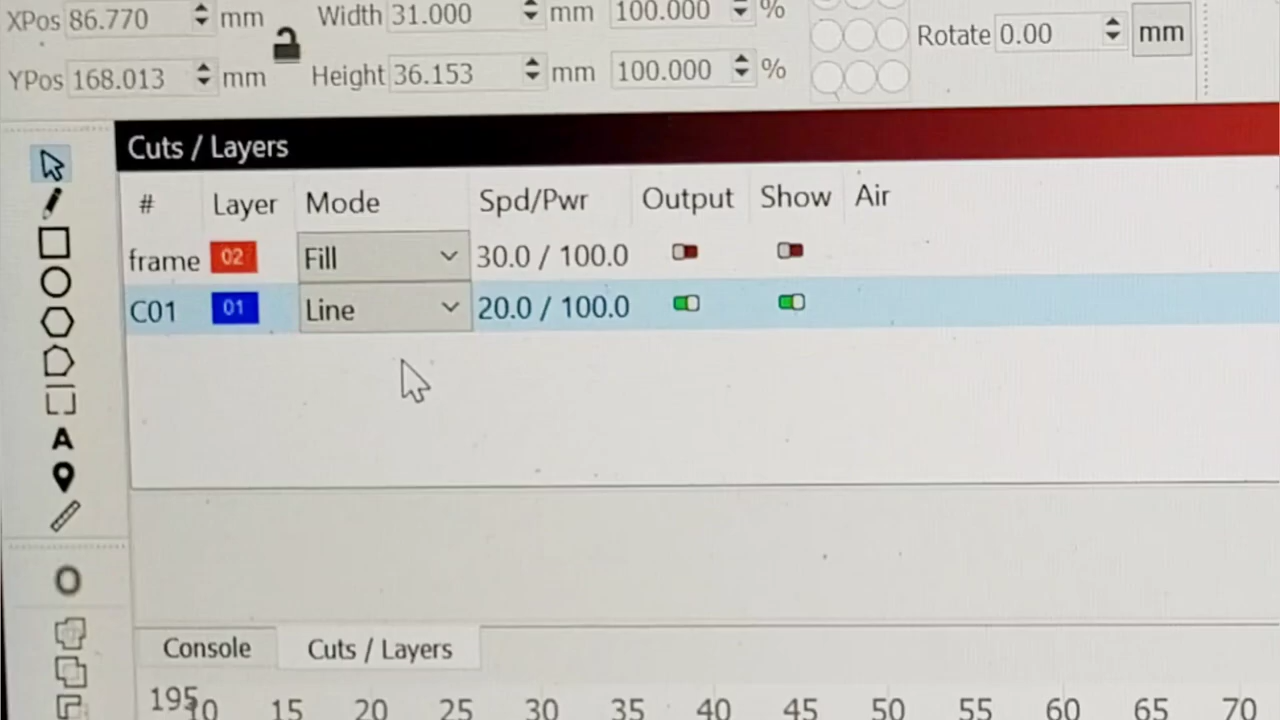 XPos 86.770 mm Width 31.000 mm 100.000 % Rotate 0.00 mm
YPos 168.013 mm Height 36.153 mm 100.000 %
Cuts / Layers
# Layer Mode Spd/Pwr Output Show Air
frame 02 Fill 30.0 / 100.0
C01 01 Line 20.0 / 100.0
A
Console Cuts / Layers
195 10 15 20 25 30 35 40 45 50 55 60 65 70